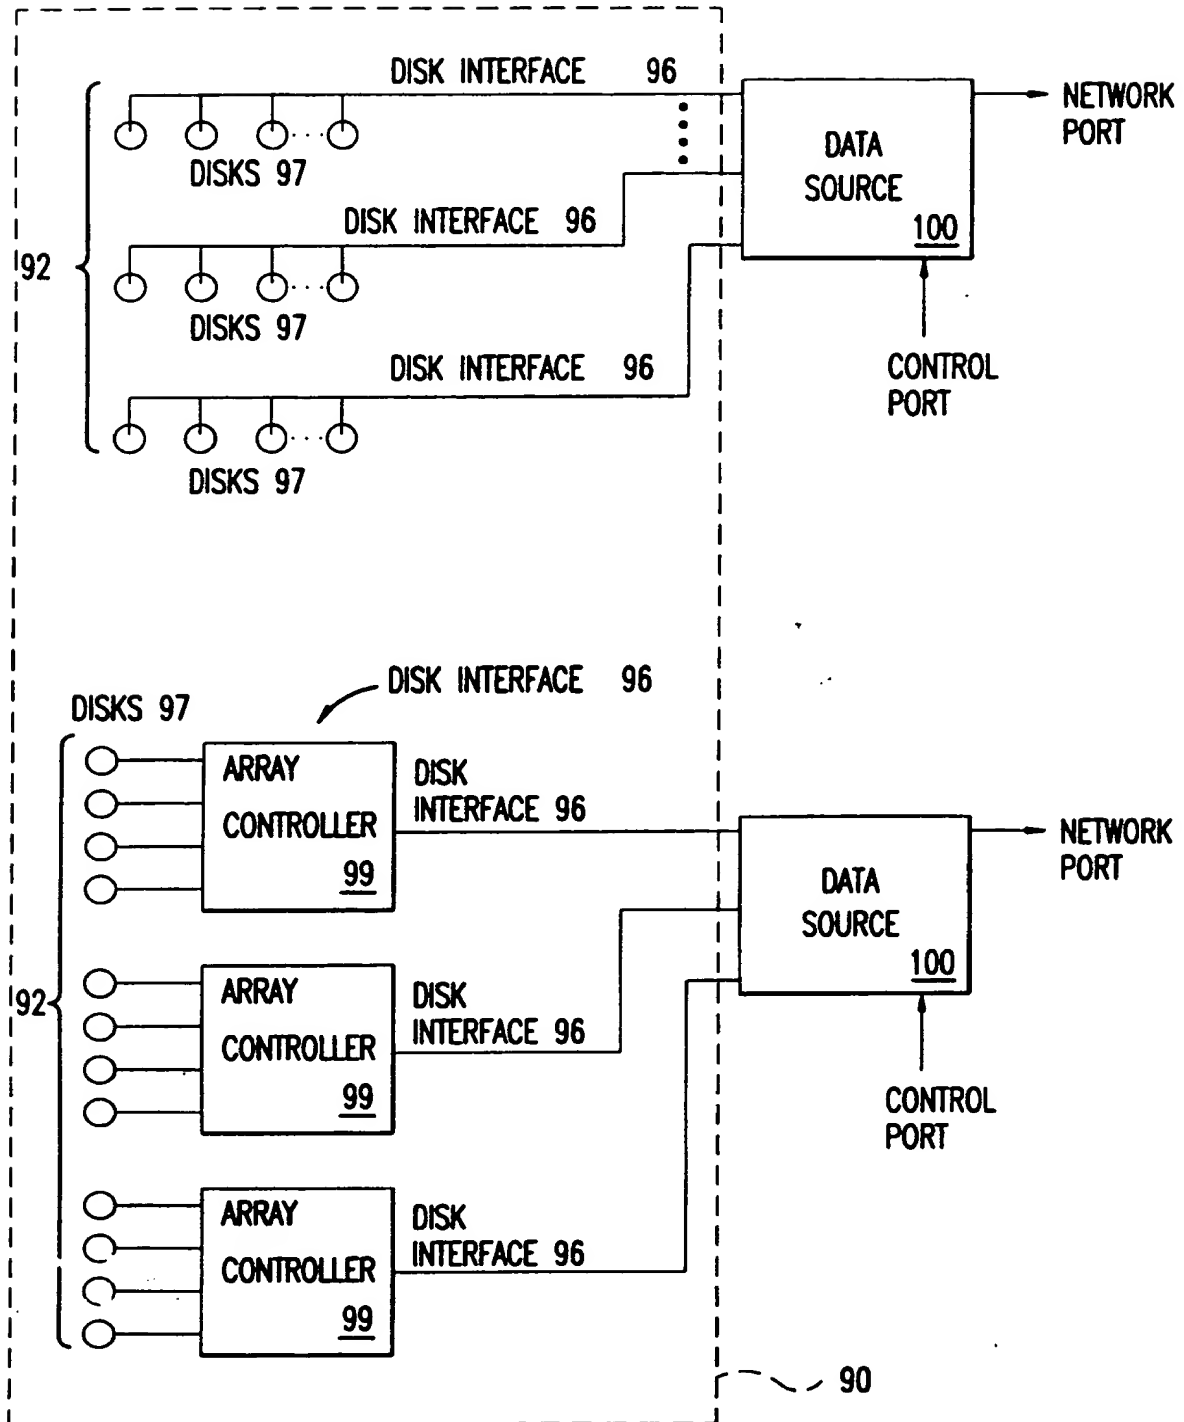 DISK INTERFACE 96
NETWORK
PORT
DATA
SOURCE
100
DISKS 97
DISK INTERFACE 96
92
DISKS 97
CONTROL
PORT
DISK INTERFACE 96
DISKS 97
DISK INTERFACE 96
DISKS 97
ARRAY
CONTROLLER
99
DISK
INTERFACE 96
NETWORK
PORT
DATA
SOURCE
100
92
ARRAY
CONTROLLER
99
DISK
INTERFACE 96
CONTROL
PORT
ARRAY
CONTROLLER
99
DISK
INTERFACE 96
90